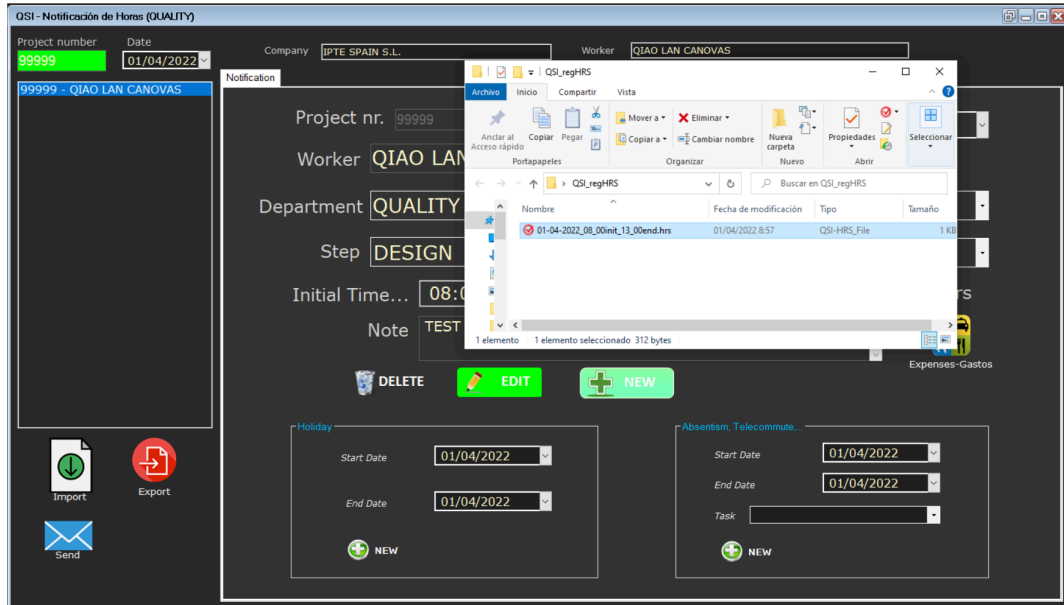 QSI - Notificación de Horas (QUALITY)
Project number
Date
99999
01/04/2022
Company
IPTE SPAIN S.L.
Worker
QIAO LAN CANOVAS
99999 - QIAO LAN CANOVAS
Notification
Project nr.
99999
Worker
QIAO LAN
Department
QUALITY
Step
DESIGN
Initial Time...
08:0
Note
TEST
rs
Expenses-Gastos
DELETE
EDIT
NEW
QSI_regHRS
Archivo
Inicio
Compartir
Vista
Anclar al
Acceso rápido
Copiar
Pegar
Mover a
Copiar a
Eliminar
Cambiar nombre
Nueva
carpeta
Propiedades
Seleccionar
Portapapeles
Organizar
Nuevo
Abrir
QSI_regHRS
Buscar en QSI_regHRS
Nombre
Fecha de modificación
Tipo
Tamaño
01-04-2022_08_00init_13_00end.hrs
01/04/2022 8:57
QSI-HRS_File
1 KB
1 elemento
1 elemento seleccionado 312 bytes
Import
Export
Send
Holiday
Start Date
01/04/2022
End Date
01/04/2022
NEW
Absentism, Telecommute,...
Start Date
01/04/2022
End Date
01/04/2022
Task
NEW